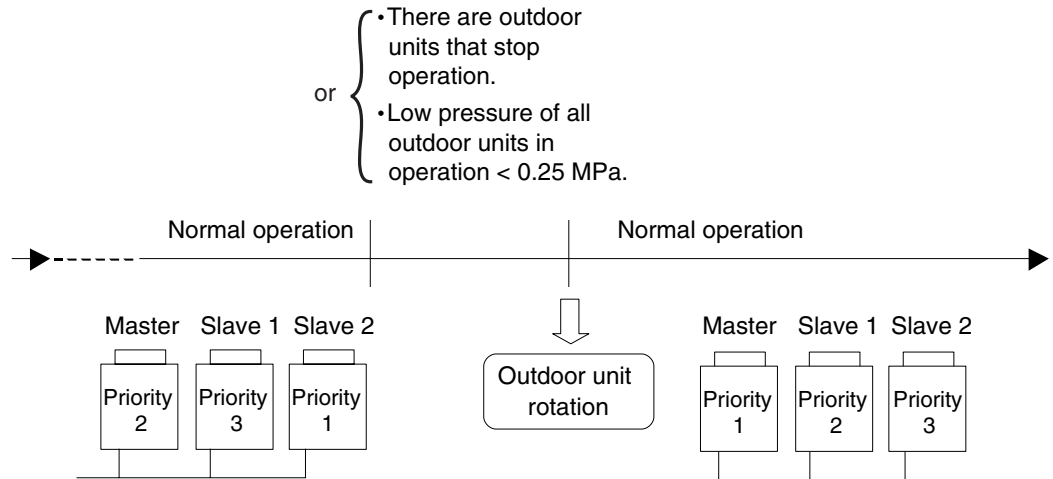 •There are outdoor
units that stop
operation.
or
•Low pressure of all
outdoor units in
operation < 0.25 MPa.
Normal operation
Normal operation
Master Slave 1 Slave 2
Priority 2
Priority 3
Priority 1
Outdoor unit
rotation
Master Slave 1 Slave 2
Priority 1
Priority 2
Priority 3